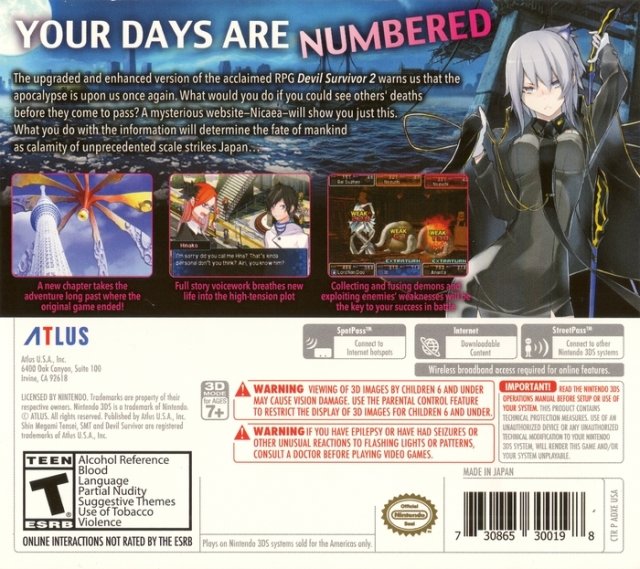 YOUR DAYS ARE NUMBERED
The upgraded and enhanced version of the acclaimed RPG Devil Survivor 2 warns us that the
apocalypse is upon us once again. What would you do if you could see others' deaths
before they come to pass? A mysterious website—Nicaea—will show you just this.
What you do with the information will determine the fate of mankind
as calamity of unprecedented scale strikes Japan...
Hinako
I'm sorry did you call me Hina? That's kinda
personal don't you think? Airi, you know him?
WEAK
WEAK
WEAK
EXTRA TURN
EXTRA TURN
A new chapter takes the
adventure long past where the
original game ended!
Full story voicework breathes new
life into the high-tension plot
Collecting and fusing demons and
exploiting enemies' weaknesses will be
the key to your success in battle
ATLUS
Atlus U.S.A., Inc.
6400 Oak Canyon, Suite 100
Irvine, CA 92618
SpotPass™
Connect to
Internet hotspots
Internet
Downloadable
Content
StreetPass™
Connect to other
Nintendo 3DS systems
Wireless broadband access required for online features.
LICENSED BY NINTENDO. Trademarks are property of their
respective owners. Nintendo 3DS is a trademark of Nintendo.
© ATLUS. All rights reserved. Published by Atlus U.S.A., Inc.
Shin Megami Tensei, SMT and Devil Survivor are registered
trademarks of Atlus U.S.A., Inc.
3D
MODE
for AGES
7+
WARNING VIEWING OF 3D IMAGES BY CHILDREN 6 AND UNDER
MAY CAUSE VISION DAMAGE. USE THE PARENTAL CONTROL FEATURE
TO RESTRICT THE DISPLAY OF 3D IMAGES FOR CHILDREN 6 AND UNDER.
WARNING IF YOU HAVE EPILEPSY OR HAVE HAD SEIZURES OR
OTHER UNUSUAL REACTIONS TO FLASHING LIGHTS OR PATTERNS,
CONSULT A DOCTOR BEFORE PLAYING VIDEO GAMES.
IMPORTANT! READ THE NINTENDO 3DS
OPERATIONS MANUAL BEFORE SETUP OR USE OF
YOUR SYSTEM. THIS PRODUCT CONTAINS
TECHNICAL PROTECTION MEASURES. USE OF AN
UNAUTHORIZED DEVICE OR ANY UNAUTHORIZED
TECHNICAL MODIFICATION TO YOUR NINTENDO
3DS SYSTEM, WILL RENDER THIS GAME AND/OR
YOUR SYSTEM UNPLAYABLE.
MADE IN JAPAN
TEEN
T
ESRB
Alcohol Reference
Blood
Language
Partial Nudity
Suggestive Themes
Use of Tobacco
Violence
ONLINE INTERACTIONS NOT RATED BY THE ESRB
Plays on Nintendo 3DS systems sold for the Americas only.
Official
Nintendo
Seal
7 30865 30019 8
CTR P ADXE USA